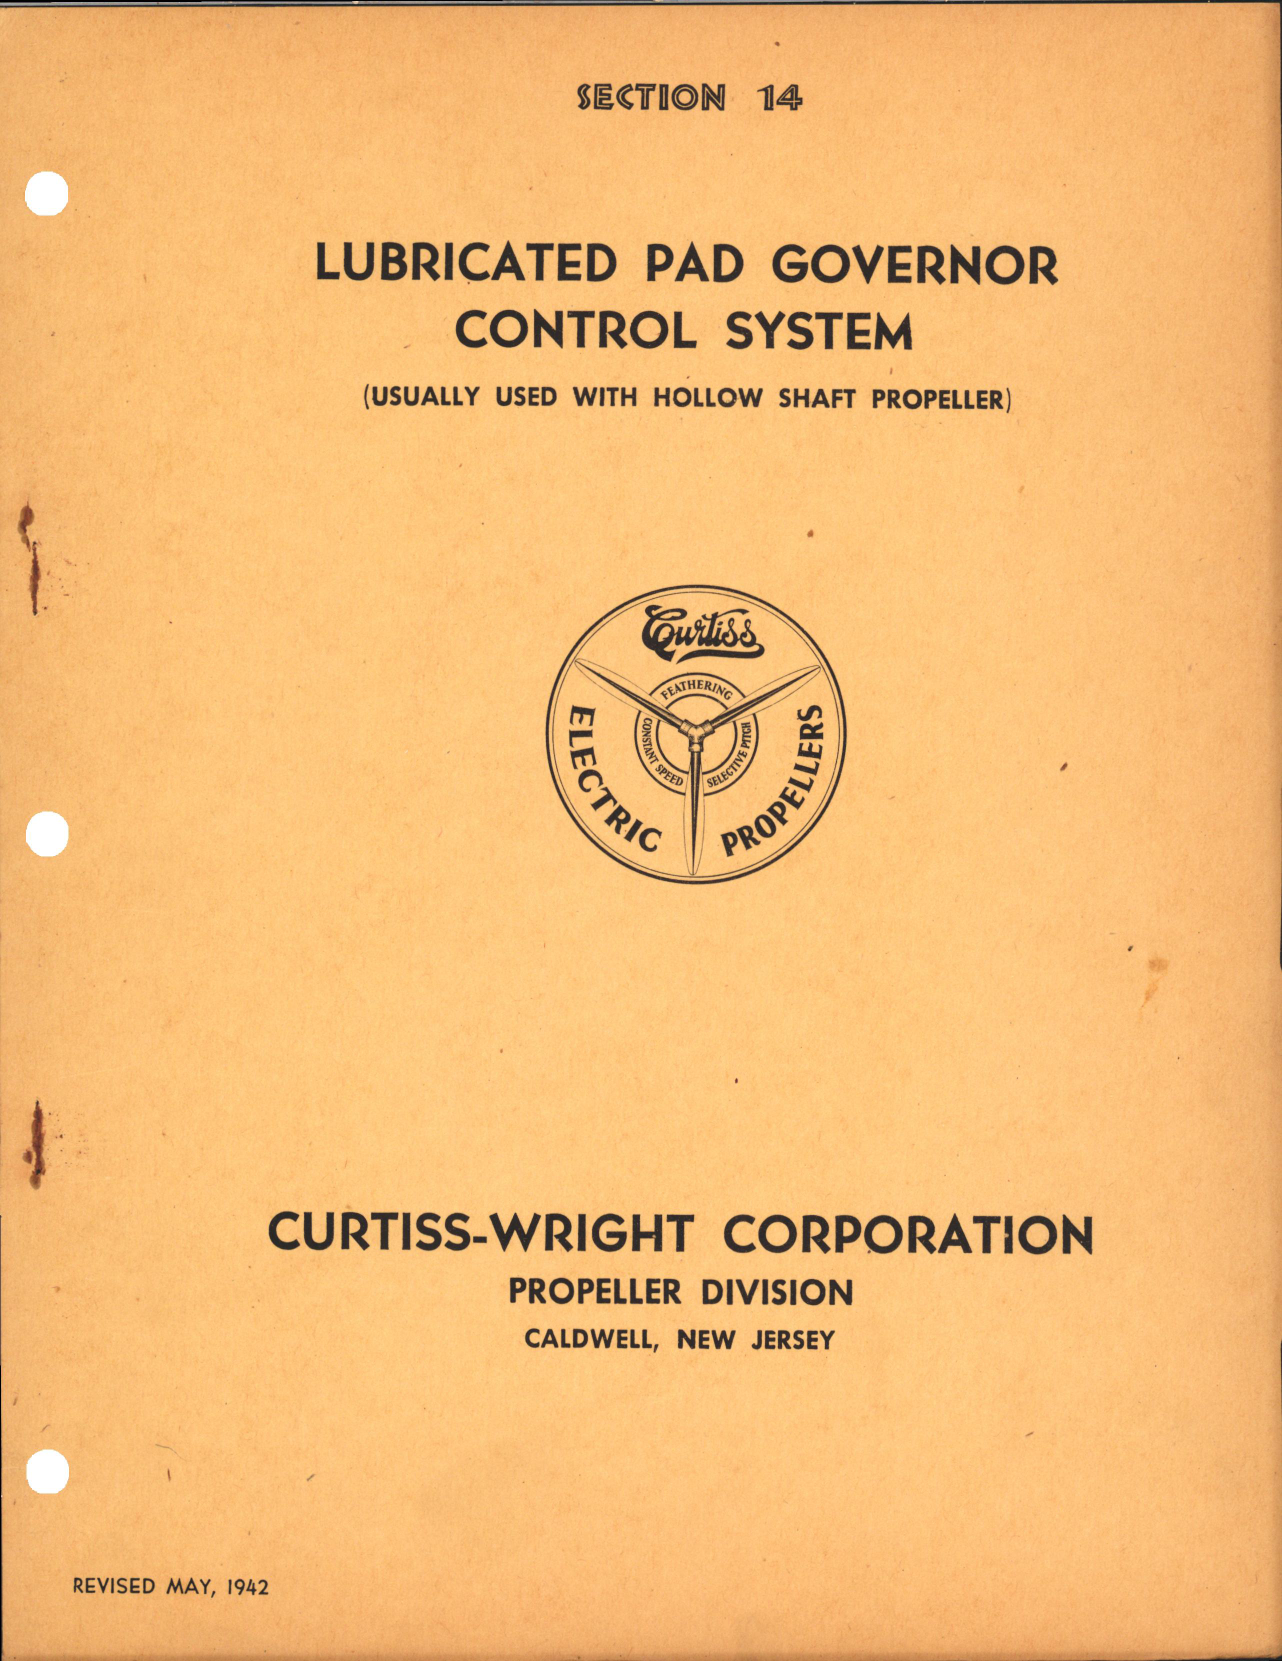 SECTION 14
LUBRICATED PAD GOVERNOR
CONTROL SYSTEM
(USUALLY USED WITH HOLLOW SHAFT PROPELLER)
Curtiss
FEATHERING
CONSTANT SPEED
SELECTIVE PITCH
ELECTRIC
PROPELLERS
CURTISS-WRIGHT CORPORATION
PROPELLER DIVISION
CALDWELL, NEW JERSEY
REVISED MAY, 1942